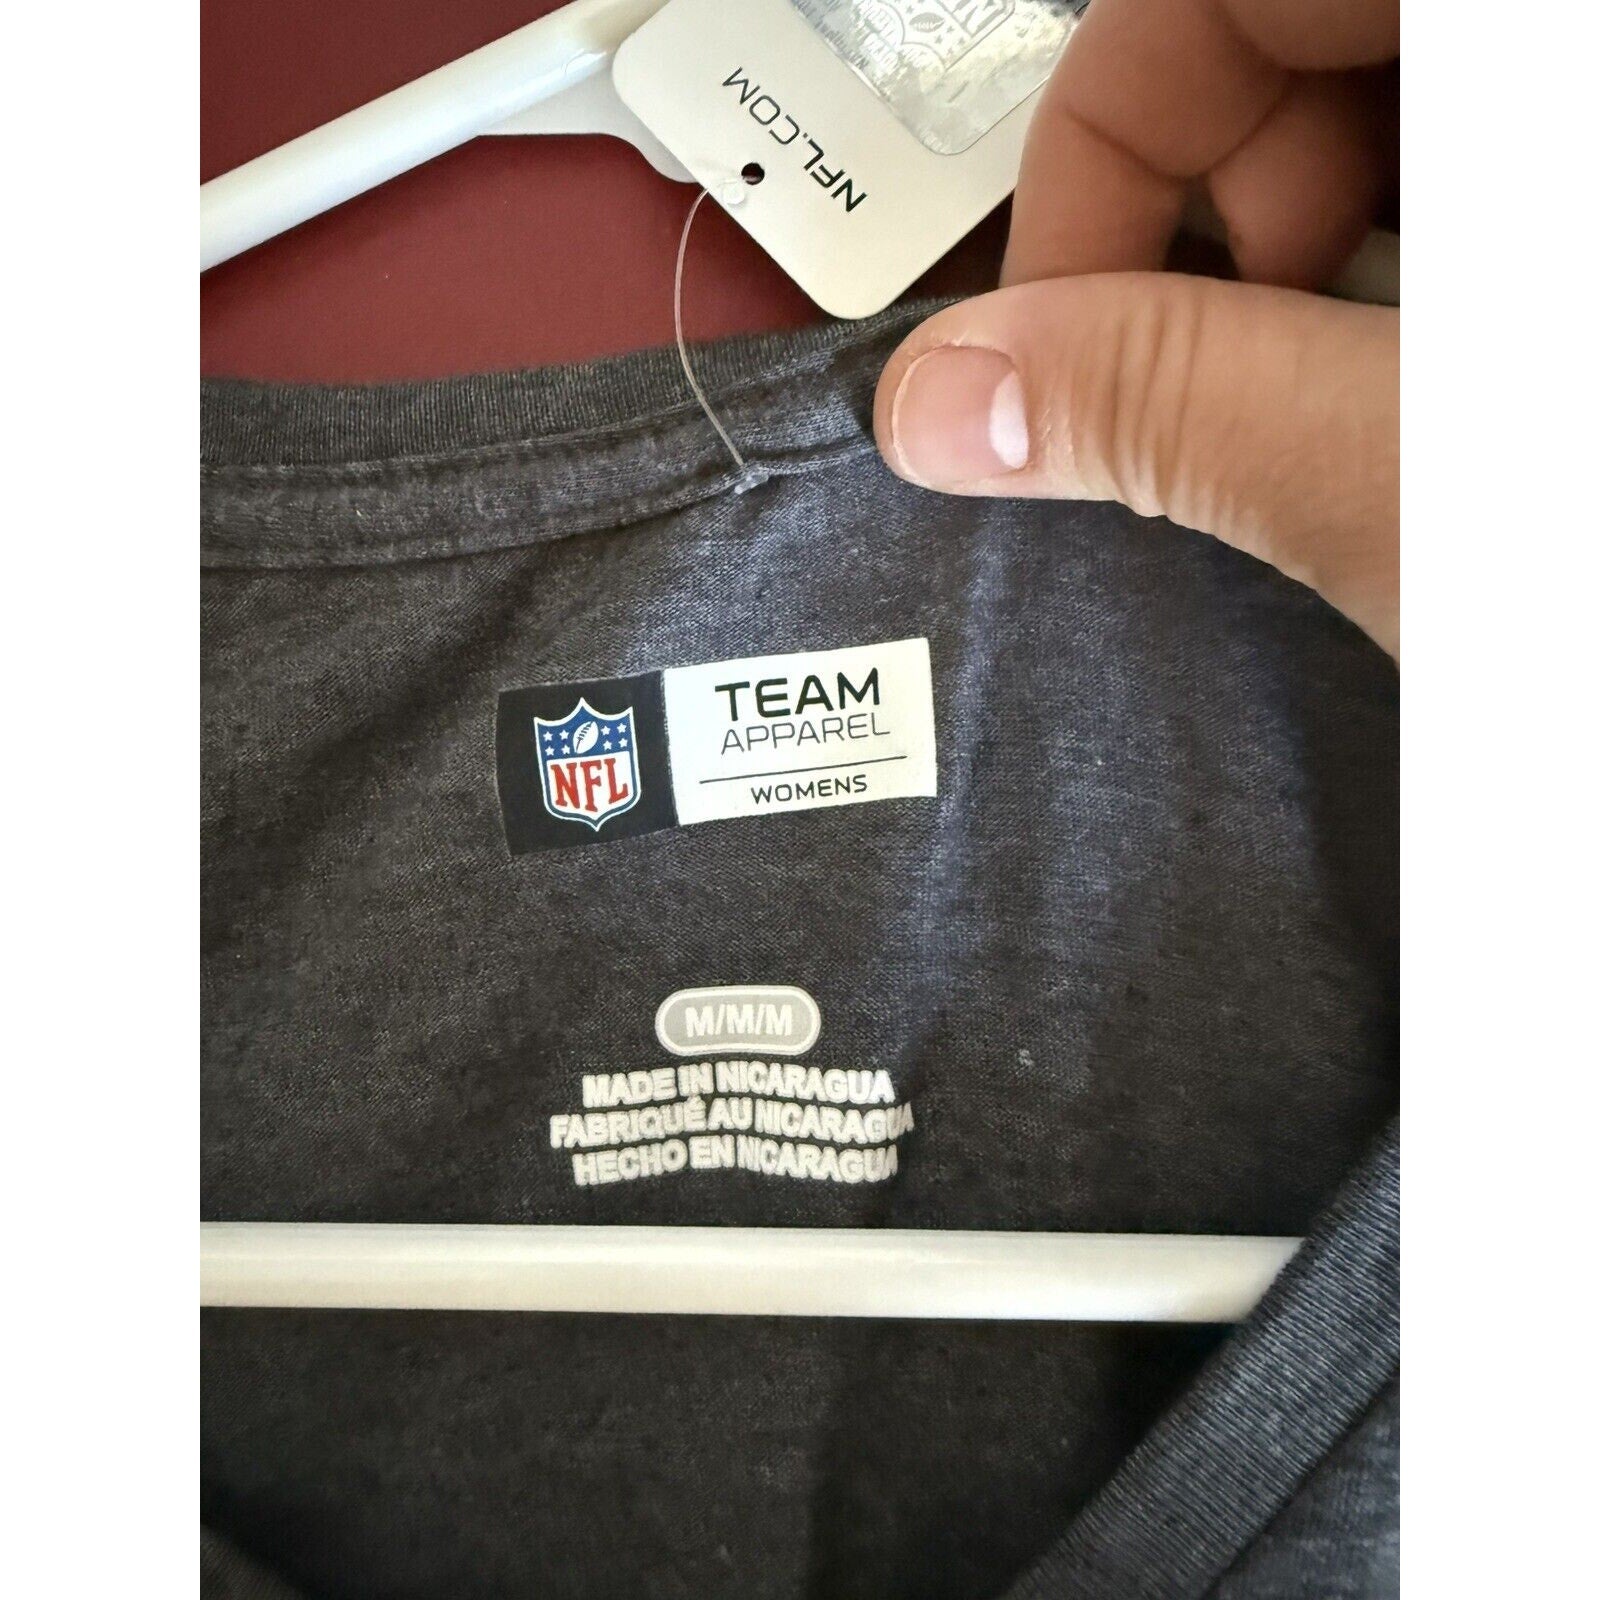 NFL.COM
NFL
TEAM
APPAREL
WOMENS
M/M/M
MADE IN NICARAGUA
FABRIQUÉ AU NICARAGUA
HECHO EN NICARAGUA